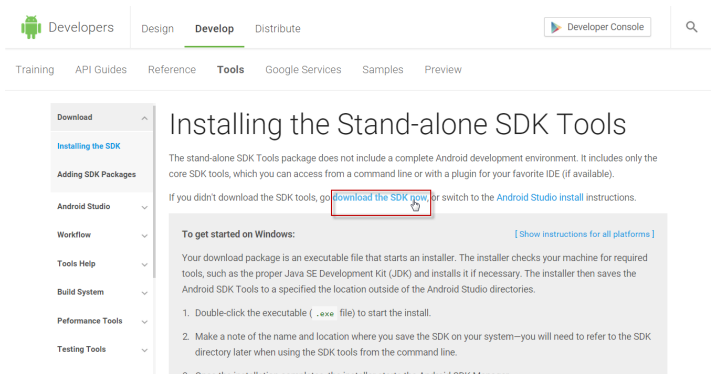 Developers Design Develop Distribute Developer Console
Training API Guides Reference Tools Google Services Samples Preview
Download
Installing the SDK
Adding SDK Packages
Android Studio
Workflow
Tools Help
Build System
Peformance Tools
Testing Tools
Installing the Stand-alone SDK Tools
The stand-alone SDK Tools package does not include a complete Android development environment. It includes only the
core SDK tools, which you can access from a command line or with a plugin for your favorite IDE (if available).
If you didn't download the SDK tools, go download the SDK now, or switch to the Android Studio install instructions.
To get started on Windows: [ Show instructions for all platforms ]
Your download package is an executable file that starts an installer. The installer checks your machine for required
tools, such as the proper Java SE Development Kit (JDK) and installs it if necessary. The installer then saves the
Android SDK Tools to a specified the location outside of the Android Studio directories.
1. Double-click the executable ( .exe file) to start the install.
2. Make a note of the name and location where you save the SDK on your system—you will need to refer to the SDK
directory later when using the SDK tools from the command line.